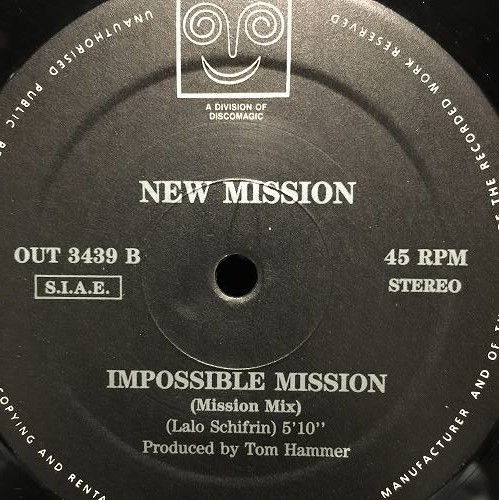 UNAUTHORISED PUBLIC
OF THE RECORDED WORK RESERVED
A DIVISION OF
DISCOMAGIC
NEW MISSION
OUT 3439 B
45 RPM
S.I.A.E.
STEREO
IMPOSSIBLE MISSION
(Mission Mix)
(Lalo Schifrin) 5'10''
Produced by Tom Hammer
COPYING AND
MANUFACTURER AND OF